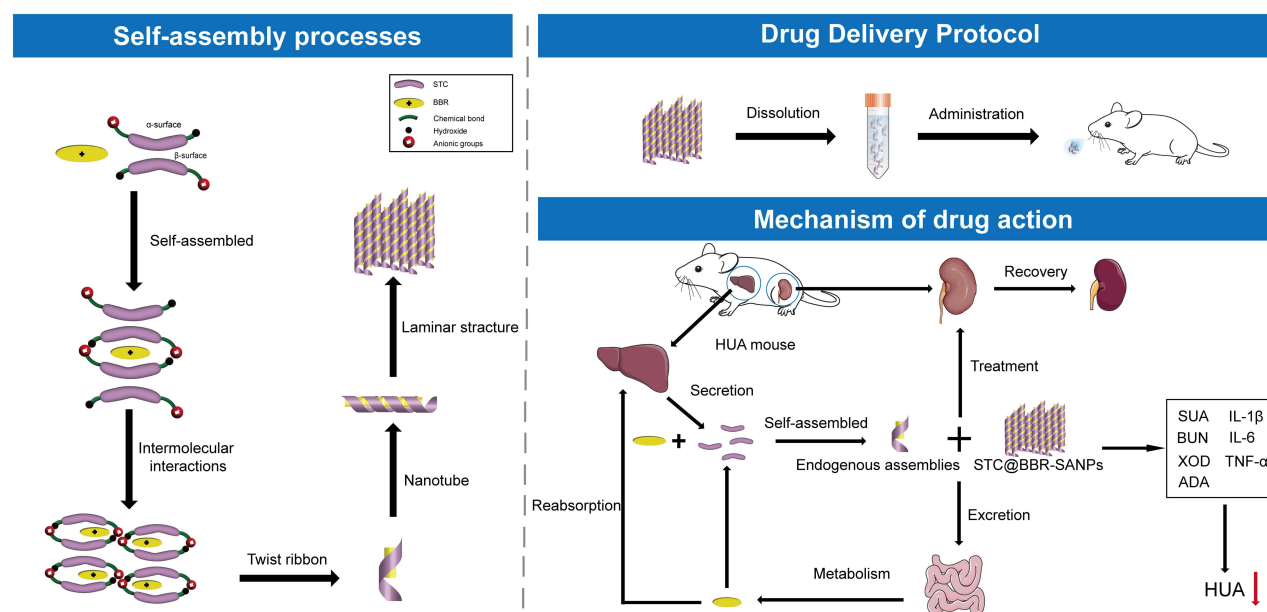 Self-assembly processes
STC
BBR
Chemical bond
Hydroxide
Anionic groups
α-surface
+
β-surface
Self-assembled
+
Intermolecular
interactions
+
+
+
+
Twist ribbon
Nanotube
Laminar stracture
Drug Delivery Protocol
Dissolution
Administration
Mechanism of drug action
HUA mouse
Recovery
Secretion
Treatment
+
Self-assembled
Endogenous assemblies
+
STC@BBR-SANPs
SUA IL-1β
BUN IL-6
XOD TNF-α
ADA
Reabsorption
Excretion
Metabolism
HUA